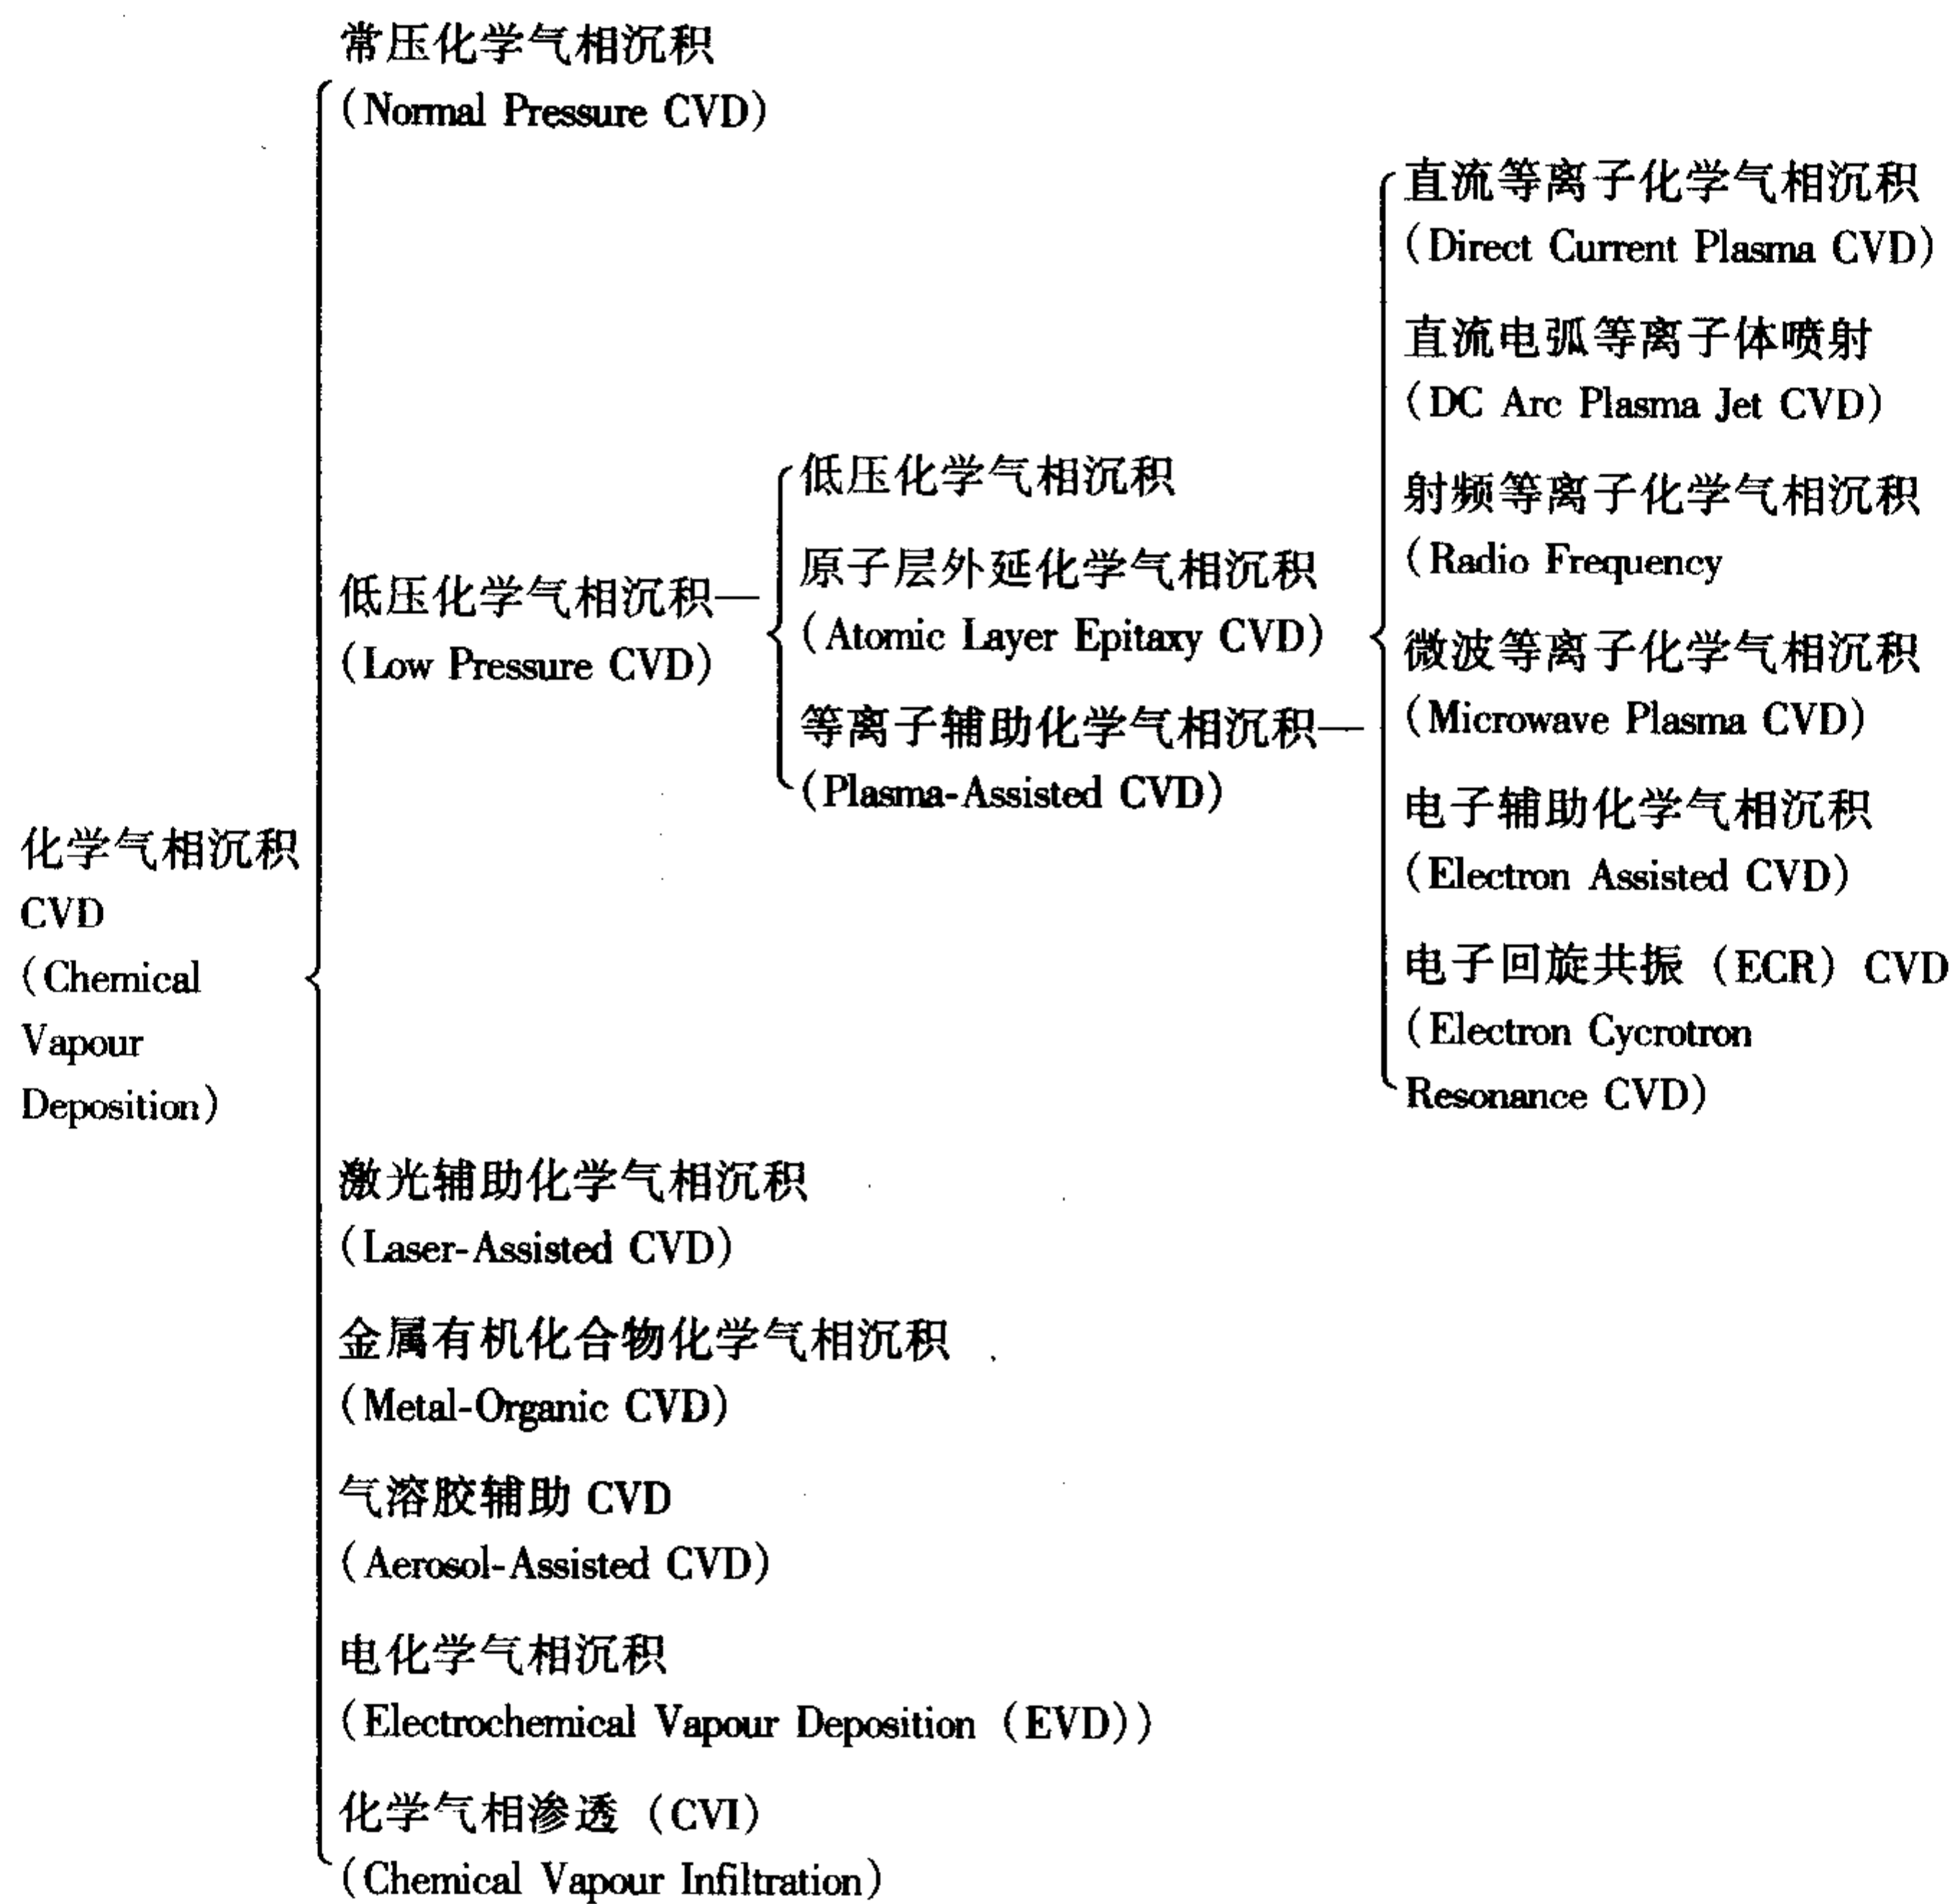 化学气相沉积
CVD
(Chemical
Vapour
Deposition)
常压化学气相沉积
(Normal Pressure CVD)
低压化学气相沉积—
(Low Pressure CVD)
低压化学气相沉积
原子层外延化学气相沉积
(Atomic Layer Epitaxy CVD)
等离子辅助化学气相沉积—
(Plasma-Assisted CVD)
直流等离子化学气相沉积
(Direct Current Plasma CVD)
直流电弧等离子体喷射
(DC Arc Plasma Jet CVD)
射频等离子化学气相沉积
(Radio Frequency
微波等离子化学气相沉积
(Microwave Plasma CVD)
电子辅助化学气相沉积
(Electron Assisted CVD)
电子回旋共振（ECR）CVD
(Electron Cycrotron
Resonance CVD)
激光辅助化学气相沉积
(Laser-Assisted CVD)
金属有机化合物化学气相沉积
(Metal-Organic CVD)
气溶胶辅助 CVD
(Aerosol-Assisted CVD)
电化学气相沉积
(Electrochemical Vapour Deposition (EVD))
化学气相渗透（CVI）
(Chemical Vapour Infiltration)